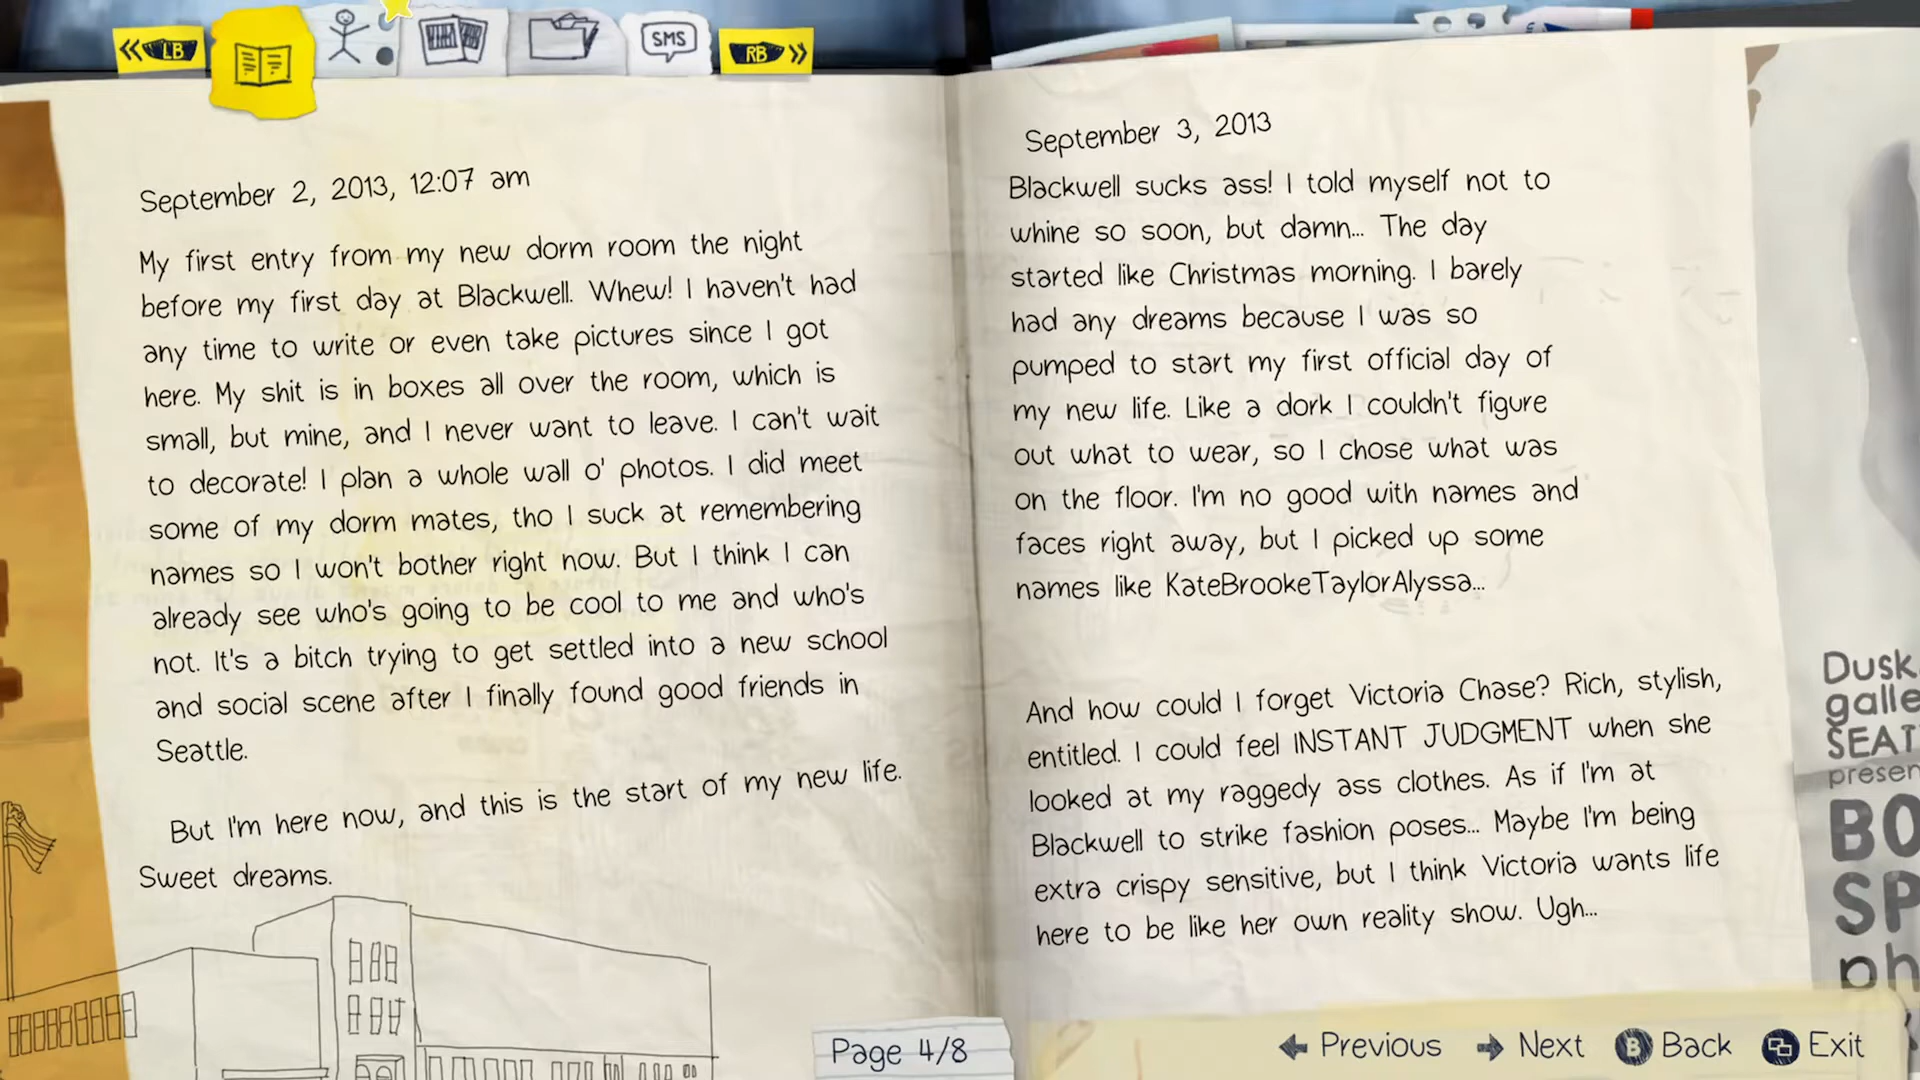 LB
SMS
RB
September 2, 2013, 12:07 am
My first entry from my new dorm room the night
before my first day at Blackwell. Whew! I haven't had
any time to write or even take pictures since I got
here. My shit is in boxes all over the room, which is
small, but mine, and I never want to leave. I can't wait
to decorate! I plan a whole wall o' photos. I did meet
some of my dorm mates, tho I suck at remembering
names so I won't bother right now. But I think I can
already see who's going to be cool to me and who's
not. It's a bitch trying to get settled into a new school
and social scene after I finally found good friends in
Seattle.
But I'm here now, and this is the start of my new life.
Sweet dreams.
September 3, 2013
Blackwell sucks ass! I told myself not to
whine so soon, but damn... The day
started like Christmas morning. I barely
had any dreams because I was so
pumped to start my first official day of
my new life. Like a dork I couldn't figure
out what to wear, so I chose what was
on the floor. I'm no good with names and
faces right away, but I picked up some
names like KateBrookeTaylorAlyssa...
And how could I forget Victoria Chase? Rich, stylish,
entitled. I could feel INSTANT JUDGMENT when she
looked at my raggedy ass clothes. As if I'm at
Blackwell to strike fashion poses... Maybe I'm being
extra crispy sensitive, but I think Victoria wants life
here to be like her own reality show. Ugh...
Dusk
galle
SEAT
presen
BO
SP
ph
Page 4/8
Previous
Next
B Back
Exit